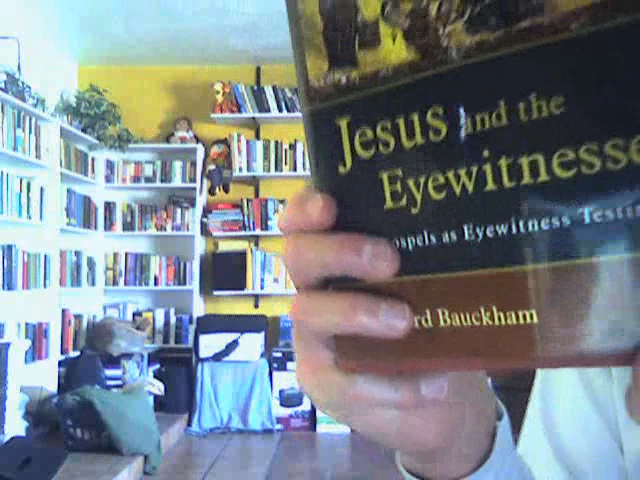 Jesus and the
Eyewitnesse
ospels as Eyewitness Testi
rd Bauckham